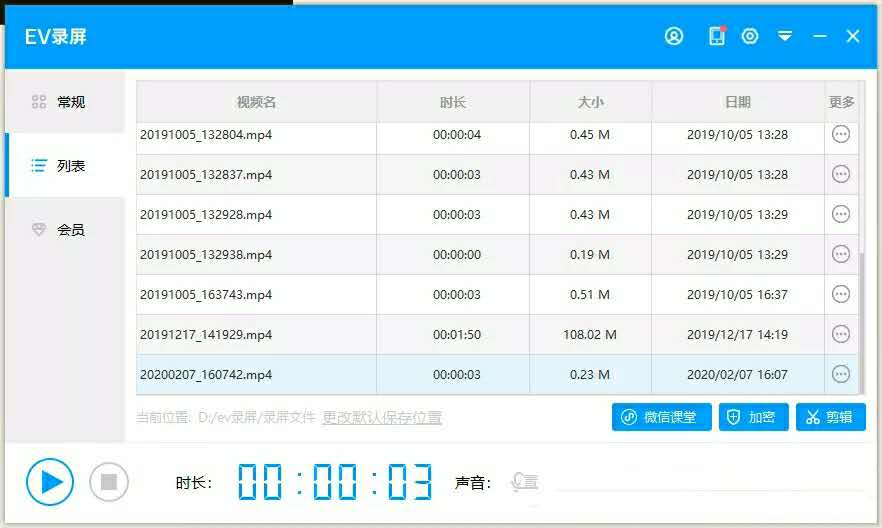 EV录屏
常规
列表
会员
视频名 时长 大小 日期 更多
20191005_132804.mp4 00:00:04 0.45 M 2019/10/05 13:28
20191005_132837.mp4 00:00:03 0.43 M 2019/10/05 13:28
20191005_132928.mp4 00:00:03 0.43 M 2019/10/05 13:29
20191005_132938.mp4 00:00:00 0.19 M 2019/10/05 13:29
20191005_163743.mp4 00:00:03 0.51 M 2019/10/05 16:37
20191217_141929.mp4 00:01:50 108.02 M 2019/12/17 14:19
20200207_160742.mp4 00:00:03 0.23 M 2020/02/07 16:07
当前位置: D:/ev录屏/录屏文件 更改默认保存位置 微信课堂 加密 剪辑
时长: 00:00:03 声音: